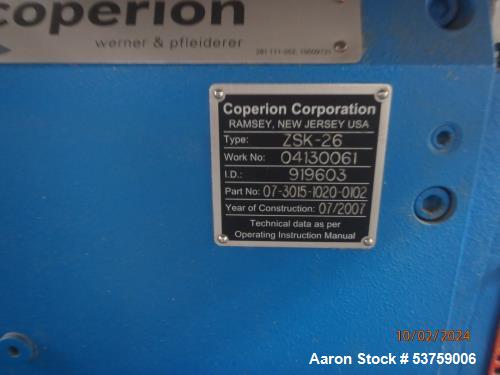 coperion
werner & pfleiderer
Coperion Corporation
RAMSEY, NEW JERSEY USA
Type: ZSK-26
Work No: 04130061
I.D.: 919603
Part No: 07-3015-1020-0102
Year of Construction: 07/2007
Technical data as per
Operating Instruction Manual
10/02/2024
Aaron Stock # 53759006